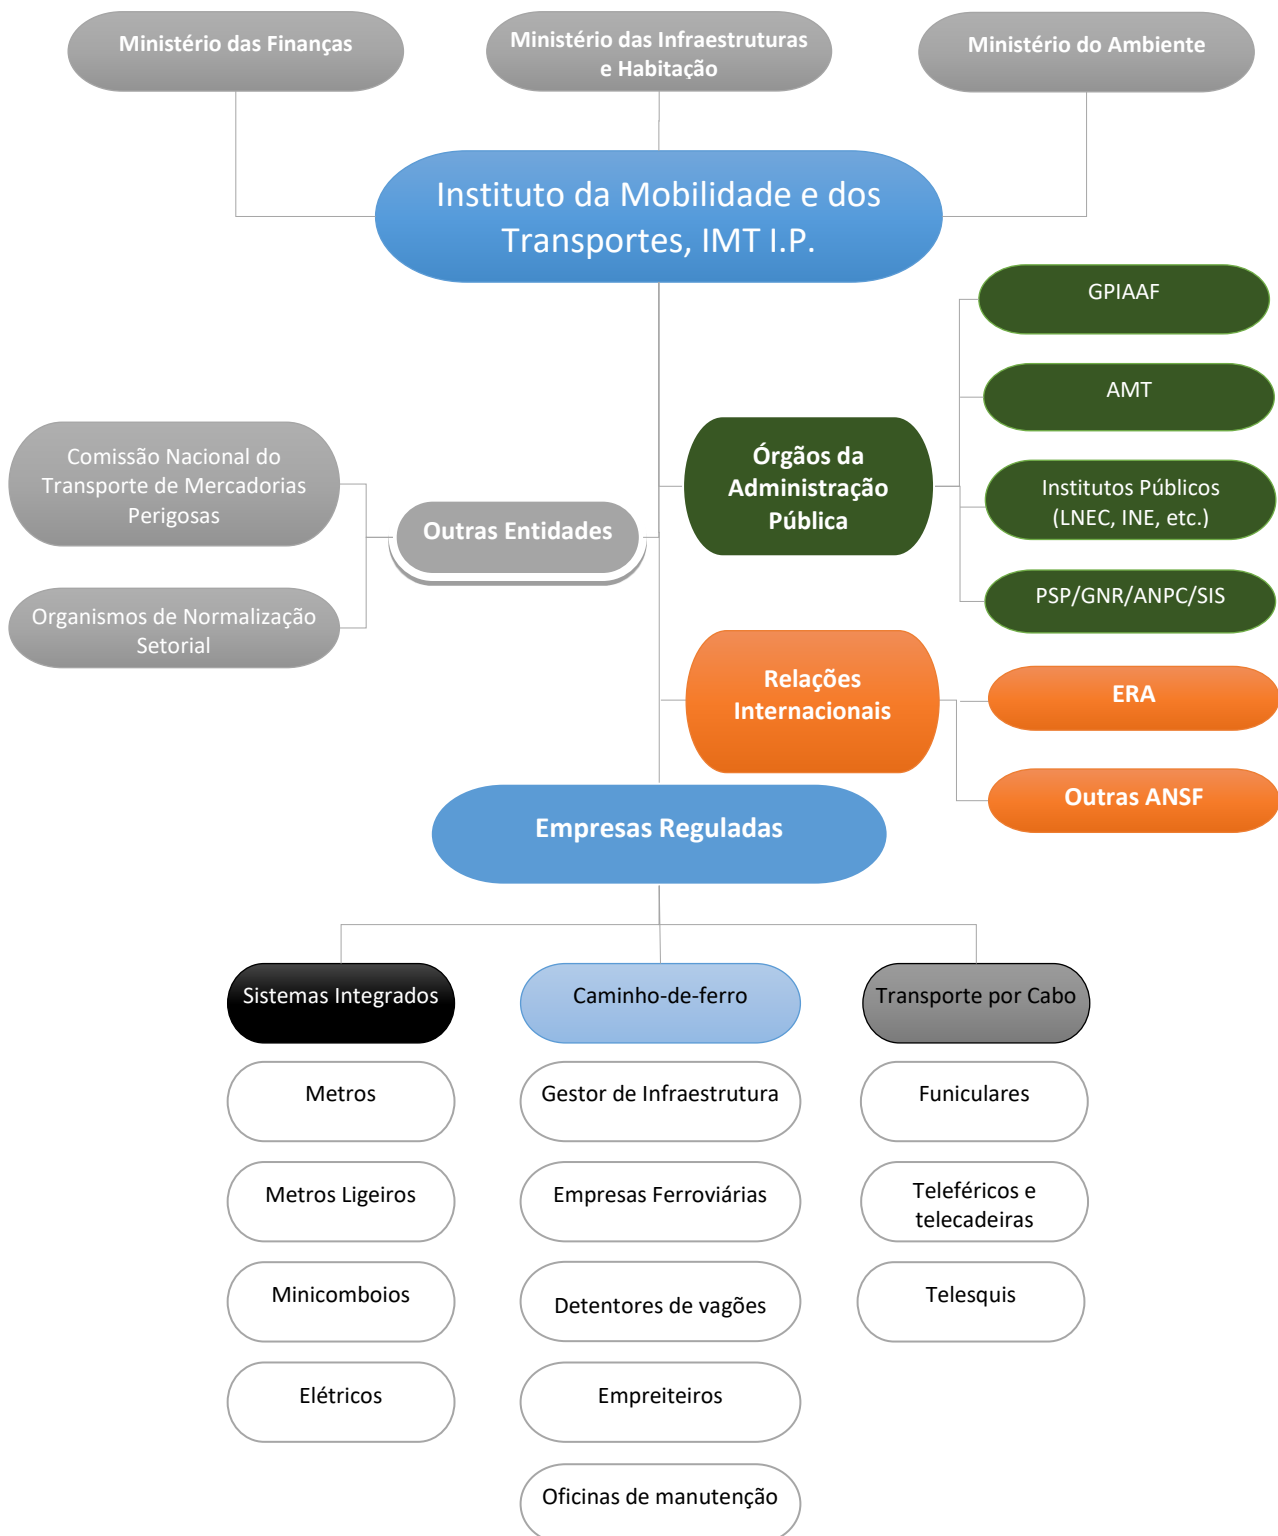 Ministério das Finanças
Ministério das Infraestruturas
e Habitação
Ministério do Ambiente
Instituto da Mobilidade e dos
Transportes, IMT I.P.
GPIAAF
AMT
Institutos Públicos
(LNEC, INE, etc.)
PSP/GNR/ANPC/SIS
Órgãos da
Administração
Pública
Comissão Nacional do
Transporte de Mercadorias
Perigosas
Outras Entidades
Organismos de Normalização
Setorial
Relações
Internacionais
ERA
Outras ANSF
Empresas Reguladas
Sistemas Integrados
Caminho-de-ferro
Transporte por Cabo
Metros
Gestor de Infraestrutura
Funiculares
Metros Ligeiros
Empresas Ferroviárias
Teleféricos e
telecadeiras
Minicomboios
Detentores de vagões
Telesquis
Elétricos
Empreiteiros
Oficinas de manutenção